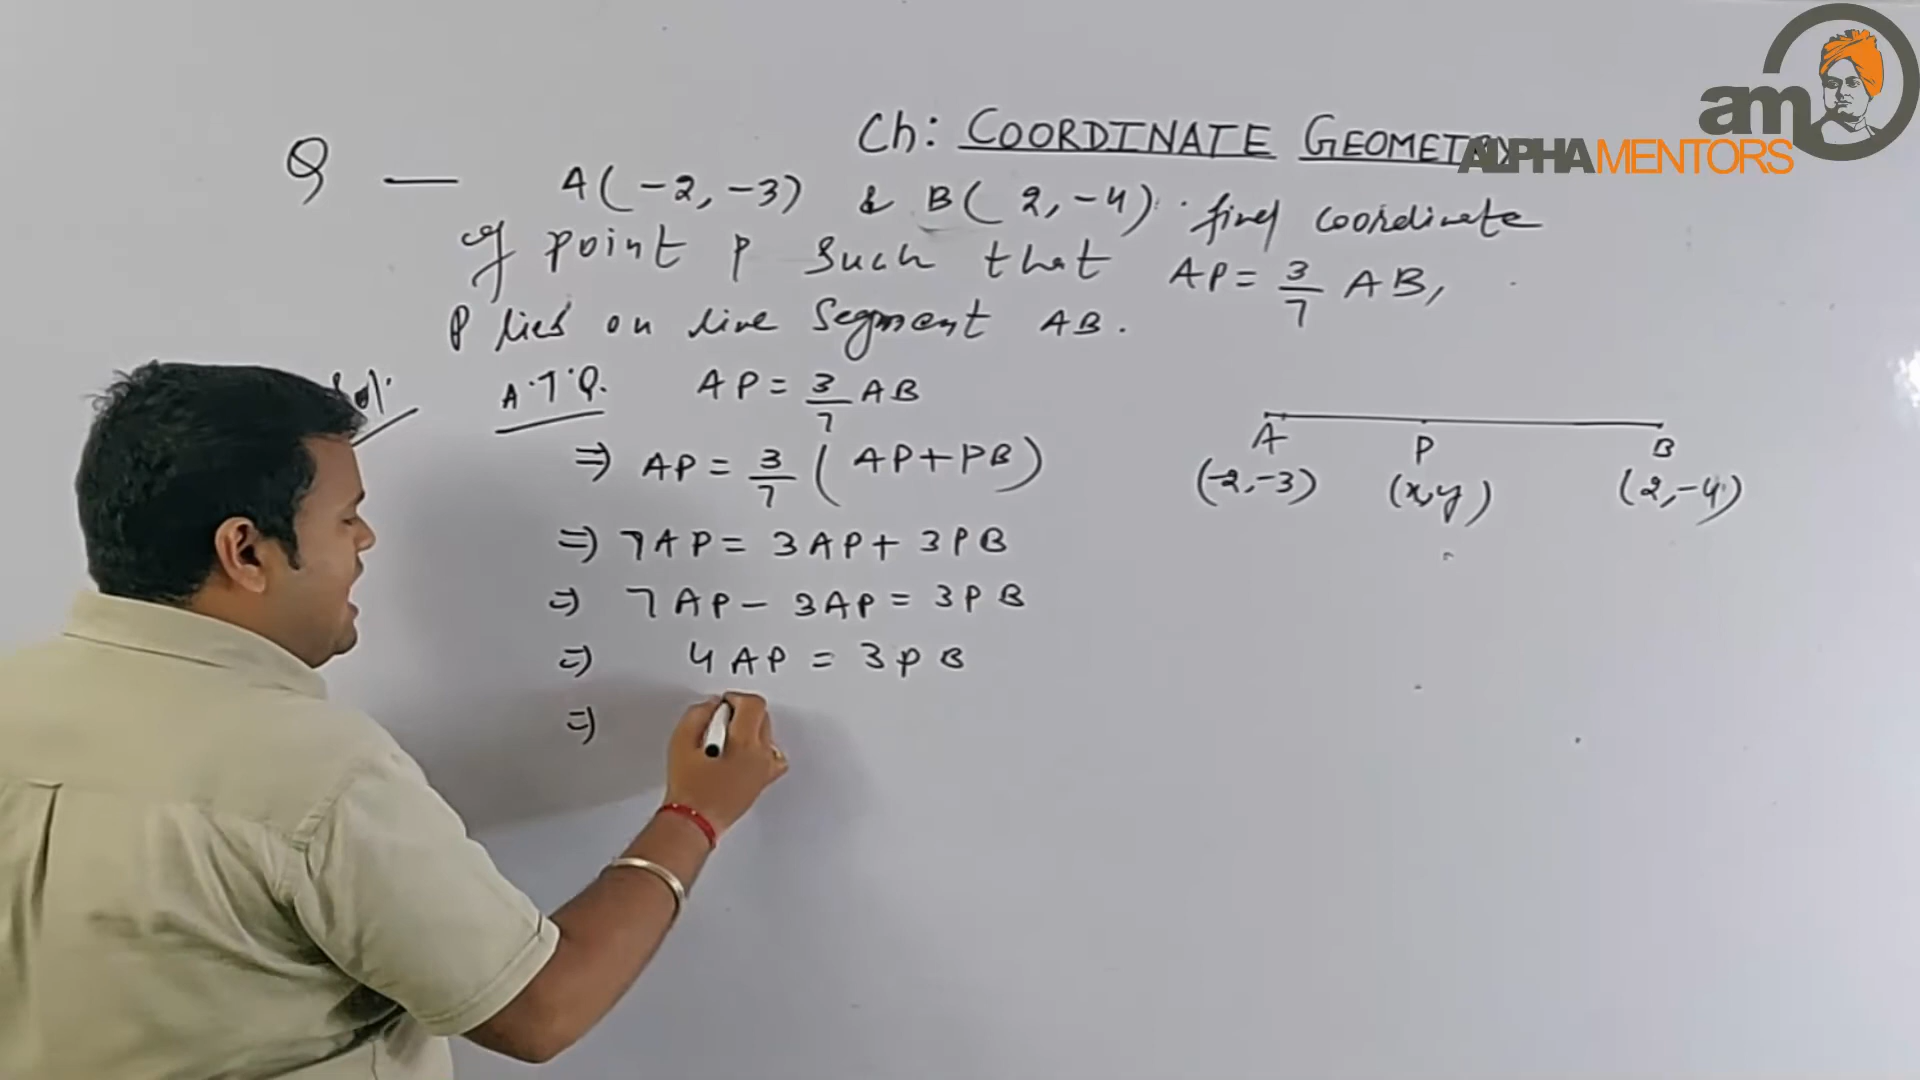 am
ALPHAMENTORS
Ch: COORDINATE GEOMETRY
Q — A(-2,-3) & B(2,-4). find coordinate
of point P such that AP = 3/7 AB,
P lies on line segment AB.
Sol. A.T.Q. AP = 3/7 AB
⇒ AP = 3/7 (AP+PB)
⇒ 7AP = 3AP + 3PB
⇒ 7AP - 3AP = 3PB
⇒ 4AP = 3PB
⇒
A P B
(-2,-3) (x,y) (2,-4)